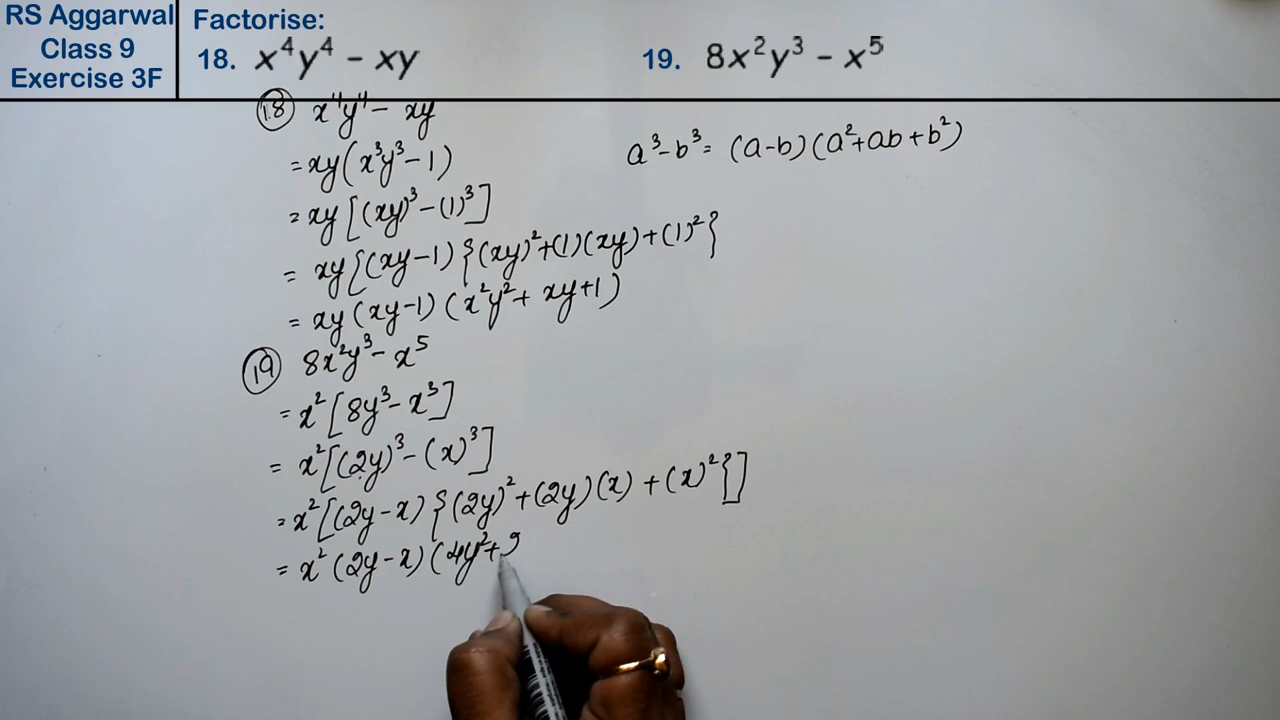 RS Aggarwal
Class 9
Exercise 3F
Factorise:
18. x⁴y⁴ − xy
19. 8x²y³ − x⁵
(18) x⁴y⁴ − xy
= xy(x³y³ − 1)
= xy[(xy)³ − (1)³]
= xy[(xy−1){(xy)²+(1)(xy)+(1)²}
= xy(xy−1)(x²y²+ xy+1)
a³−b³= (a−b)(a²+ab+b²)
(19) 8x²y³ − x⁵
= x²[8y³ − x³]
= x²[(2y)³ − (x)³]
= x²[(2y−x){(2y)²+(2y)(x)+(x)²}]
= x²(2y−x)(4y²+